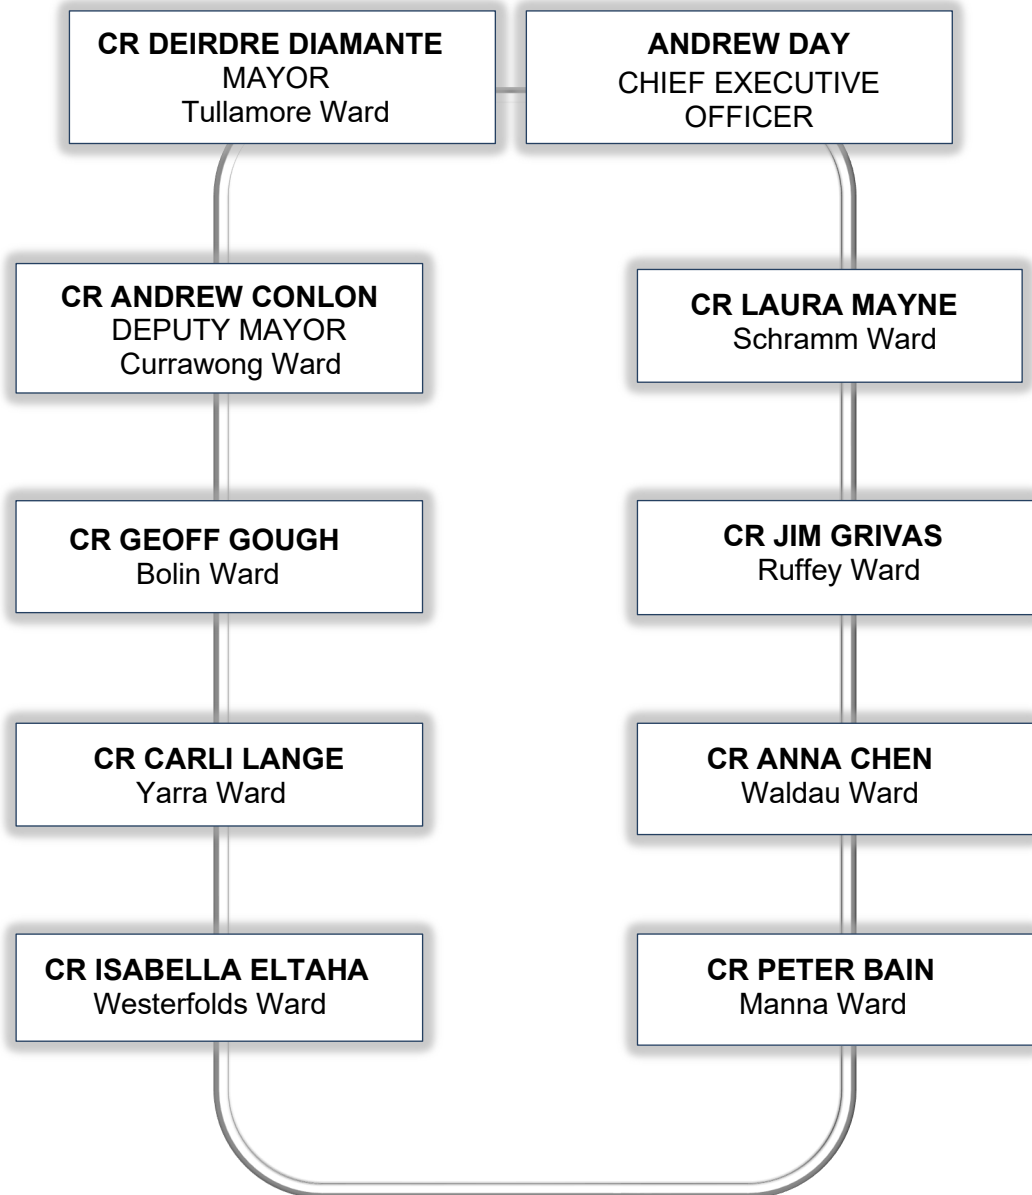 CR DEIRDRE DIAMANTE
MAYOR
Tullamore Ward
ANDREW DAY
CHIEF EXECUTIVE
OFFICER
CR ANDREW CONLON
DEPUTY MAYOR
Currawong Ward
CR LAURA MAYNE
Schramm Ward
CR GEOFF GOUGH
Bolin Ward
CR JIM GRIVAS
Ruffey Ward
CR CARLI LANGE
Yarra Ward
CR ANNA CHEN
Waldau Ward
CR ISABELLA ELTAHA
Westerfolds Ward
CR PETER BAIN
Manna Ward